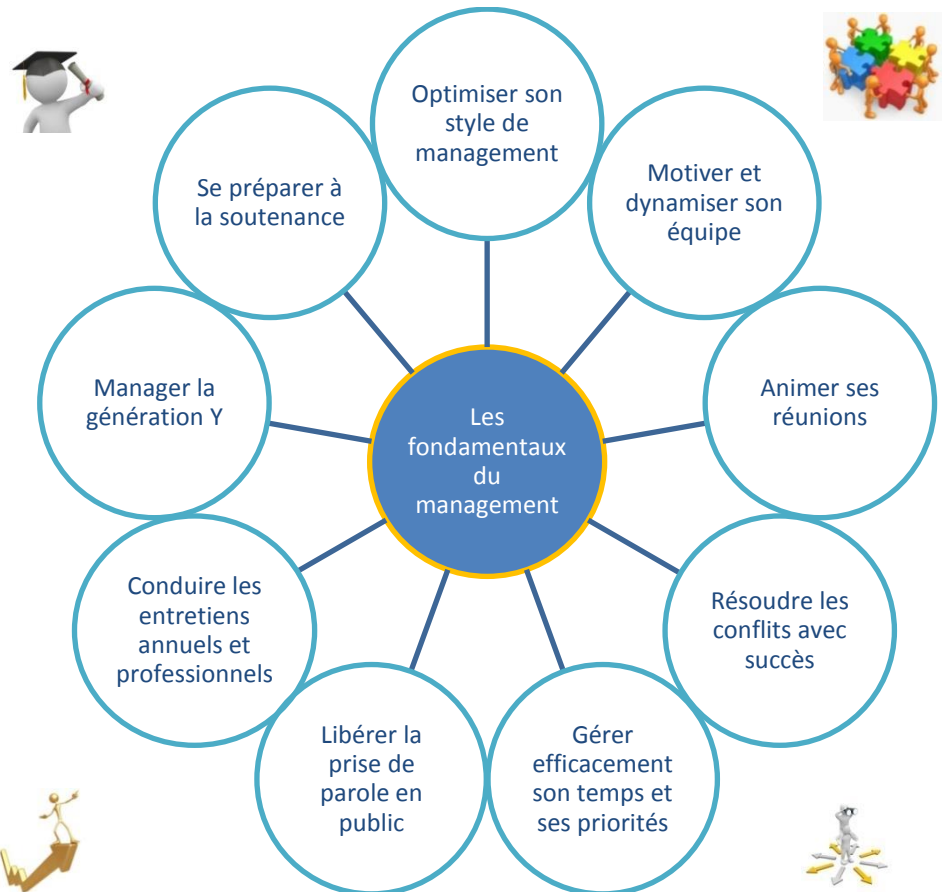 Optimiser son
style de
management
Motiver et
dynamiser son
équipe
Animer ses
réunions
Résoudre les
conflits avec
succès
Gérer
efficacement
son temps et
ses priorités
Libérer la
prise de
parole en
public
Conduire les
entretiens
annuels et
professionnels
Manager la
génération Y
Se préparer à
la soutenance
Les
fondamentaux
du
management